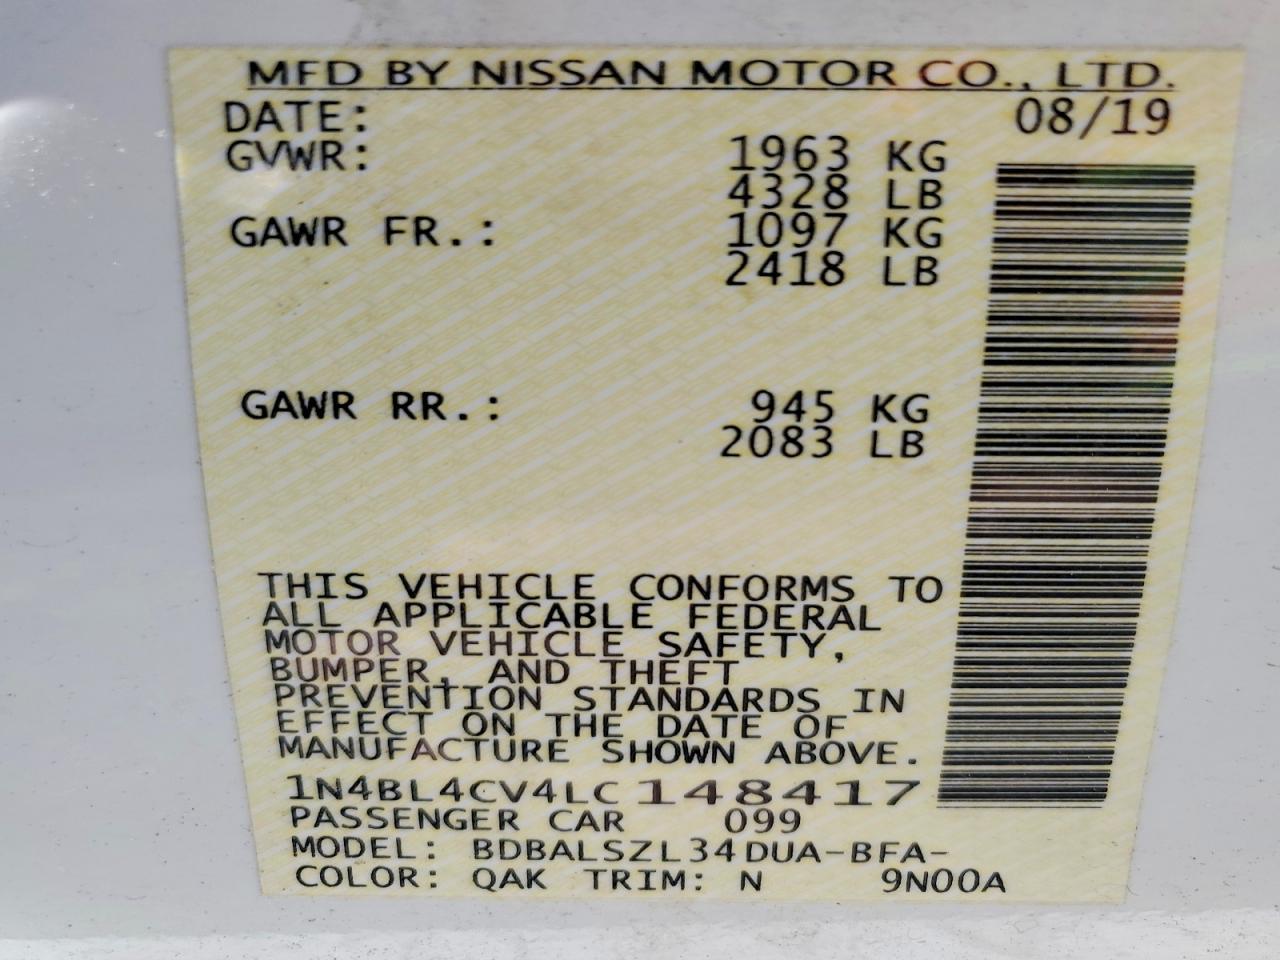 MFD BY NISSAN MOTOR CO., LTD.
DATE: 08/19
GVWR: 1963 KG
4328 LB
GAWR FR.: 1097 KG
2418 LB
GAWR RR.: 945 KG
2083 LB
THIS VEHICLE CONFORMS TO
ALL APPLICABLE FEDERAL
MOTOR VEHICLE SAFETY,
BUMPER, AND THEFT
PREVENTION STANDARDS IN
EFFECT ON THE DATE OF
MANUFACTURE SHOWN ABOVE.
1N4BL4CV4LC148417
PASSENGER CAR 099
MODEL: BDBALSZL34DUA-BFA-
COLOR: QAK TRIM: N 9N00A